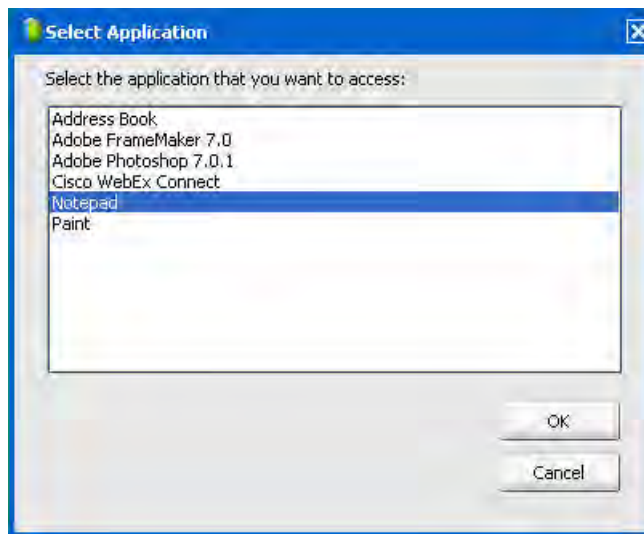 Select Application
Select the application that you want to access:
Address Book
Adobe FrameMaker 7.0
Adobe Photoshop 7.0.1
Cisco WebEx Connect
Notepad
Paint
OK
Cancel